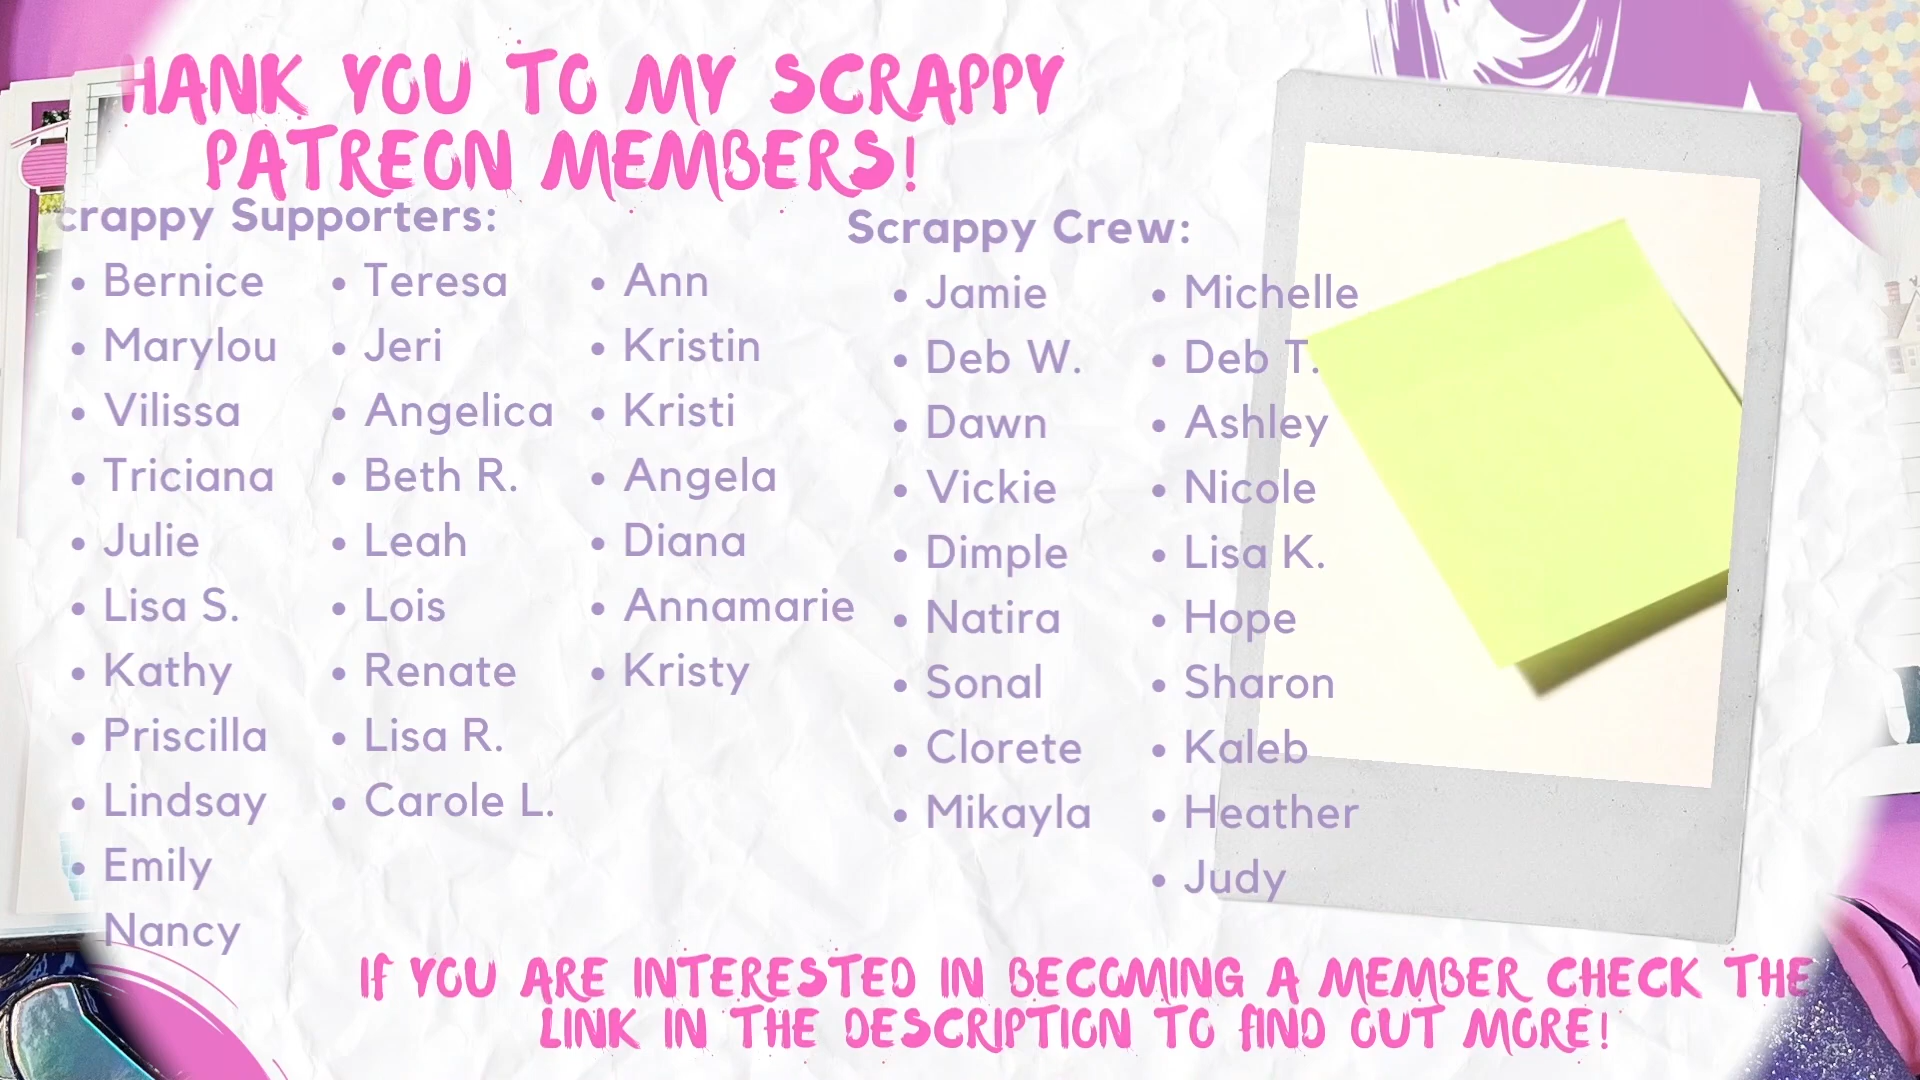 HANK YOU TO MY SCRAPPY
PATREON MEMBERS!
crappy Supporters:
• Bernice
• Marylou
• Vilissa
• Triciana
• Julie
• Lisa S.
• Kathy
• Priscilla
• Lindsay
• Emily
Nancy
• Teresa
• Jeri
• Angelica
• Beth R.
• Leah
• Lois
• Renate
• Lisa R.
• Carole L.
• Ann
• Kristin
• Kristi
• Angela
• Diana
• Annamarie
• Kristy
Scrappy Crew:
• Jamie
• Deb W.
• Dawn
• Vickie
• Dimple
• Natira
• Sonal
• Clorete
• Mikayla
• Michelle
• Deb T.
• Ashley
• Nicole
• Lisa K.
• Hope
• Sharon
• Kaleb
• Heather
• Judy
IF YOU ARE INTERESTED IN BECOMING A MEMBER CHECK THE
LINK IN THE DESCRIPTION TO FIND OUT MORE!